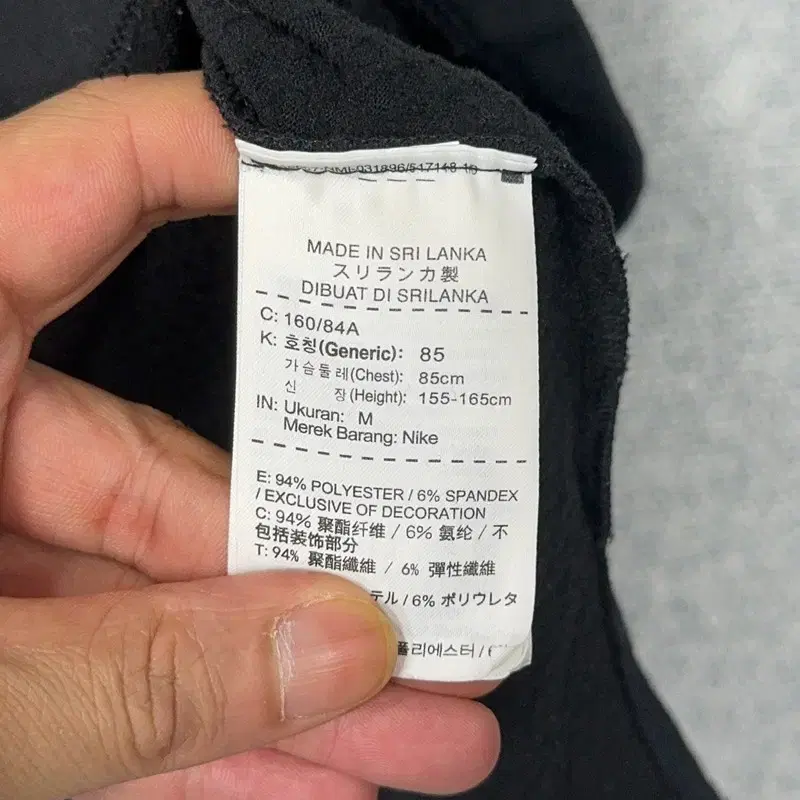 MADE IN SRI LANKA
スリランカ製
DIBUAT DI SRILANKA
C: 160/84A
K: 호칭(Generic): 85
가슴둘레(Chest): 85cm
신 장(Height): 155-165cm
IN: Ukuran: M
Merek Barang: Nike
E: 94% POLYESTER / 6% SPANDEX
/ EXCLUSIVE OF DECORATION
C: 94% 聚酯纤维 / 6% 氨纶 / 不
包括装饰部分
T: 94% 聚酯纖維 / 6% 彈性纖維
テル / 6% ポリウレタ
폴리에스터 /